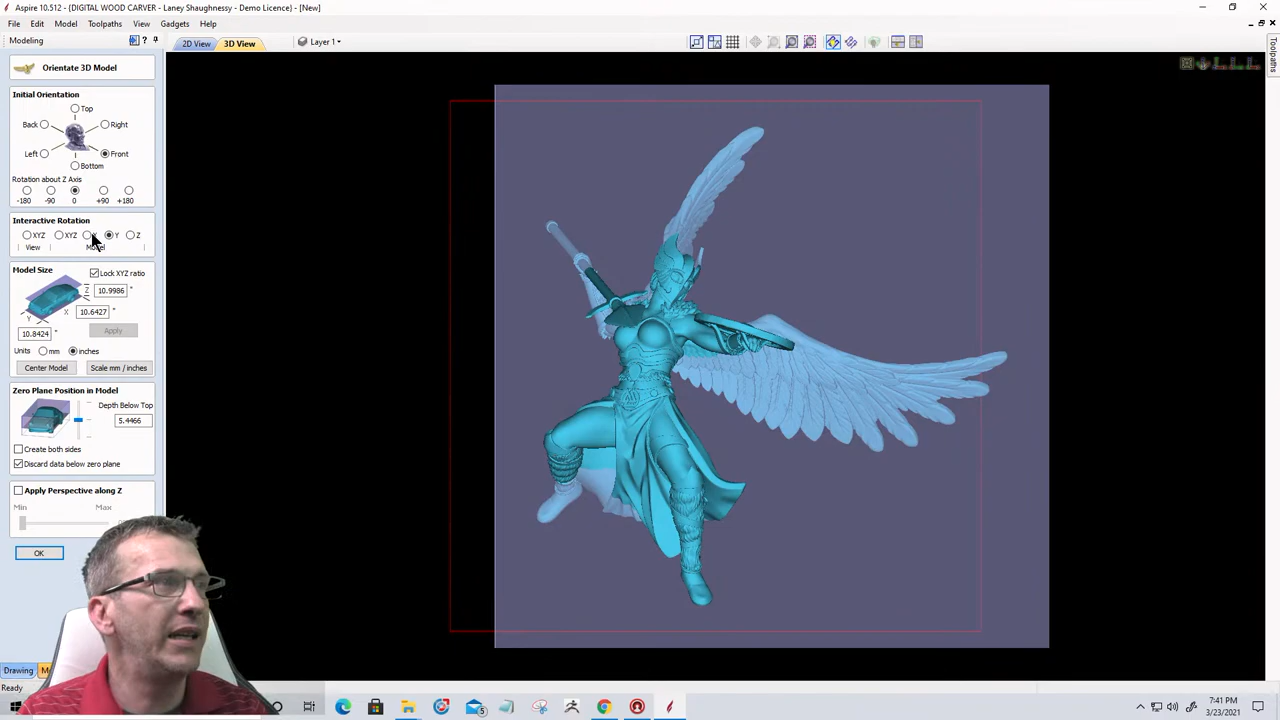 Aspire 10.512 - (DIGITAL WOOD CARVER - Laney Shaughnessy - Demo Licence) - [New]
File Edit Model Toolpaths View Gadgets Help
Modeling
2D View 3D View Layer 1
Toolpaths
Orientate 3D Model
Initial Orientation
Top
Back Right
Left Front
Bottom
Rotation about Z Axis
-180 -90 0 +90 +180
Interactive Rotation
XYZ XYZ Y Z
View
Model Size
Lock XYZ ratio
Z 10.9986 "
Y X 10.6427 "
10.8424 " Apply
Units mm inches
Center Model Scale mm / inches
Zero Plane Position in Model
Depth Below Top
5.4466
Create both sides
Discard data below zero plane
Apply Perspective along Z
Min Max
OK
Drawing
Ready
5
7:41 PM
3/23/2021